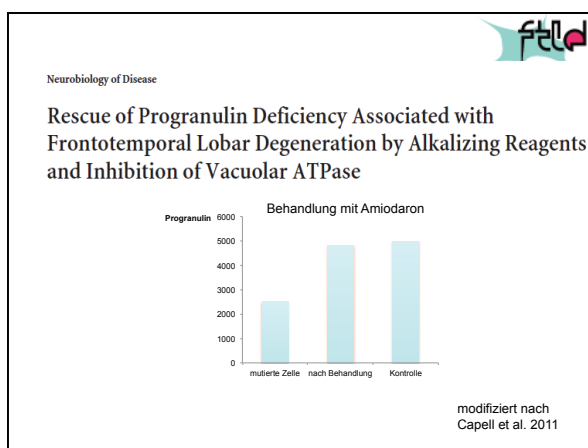 ftld
Neurobiology of Disease
Rescue of Progranulin Deficiency Associated with
Frontotemporal Lobar Degeneration by Alkalizing Reagents
and Inhibition of Vacuolar ATPase
Behandlung mit Amiodaron
Progranulin
6000
5000
4000
3000
2000
1000
0
mutierte Zelle nach Behandlung Kontrolle
modifiziert nach
Capell et al. 2011